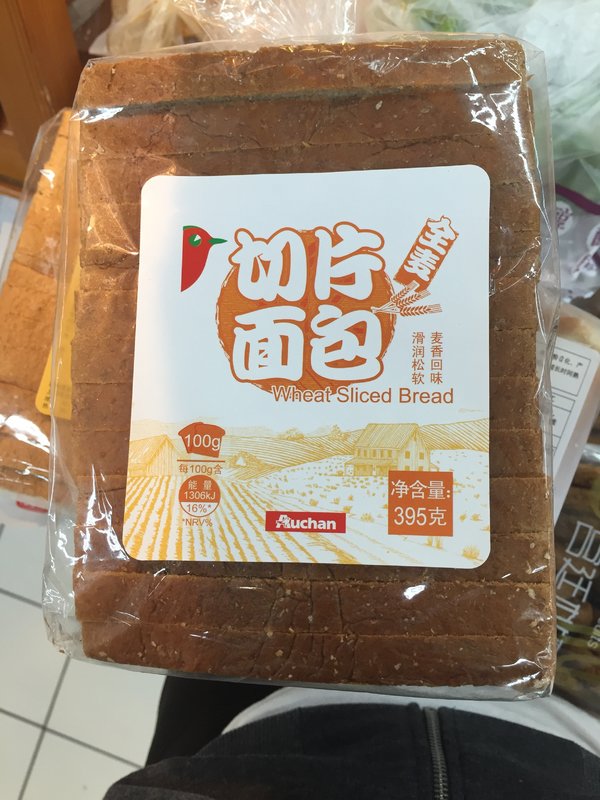 切片
面包
全麦
麦香回味
滑润松软
Wheat Sliced Bread
100g
每100g含
能量
1306kJ
16%*
*NRV%
Auchan
净含量:
395克